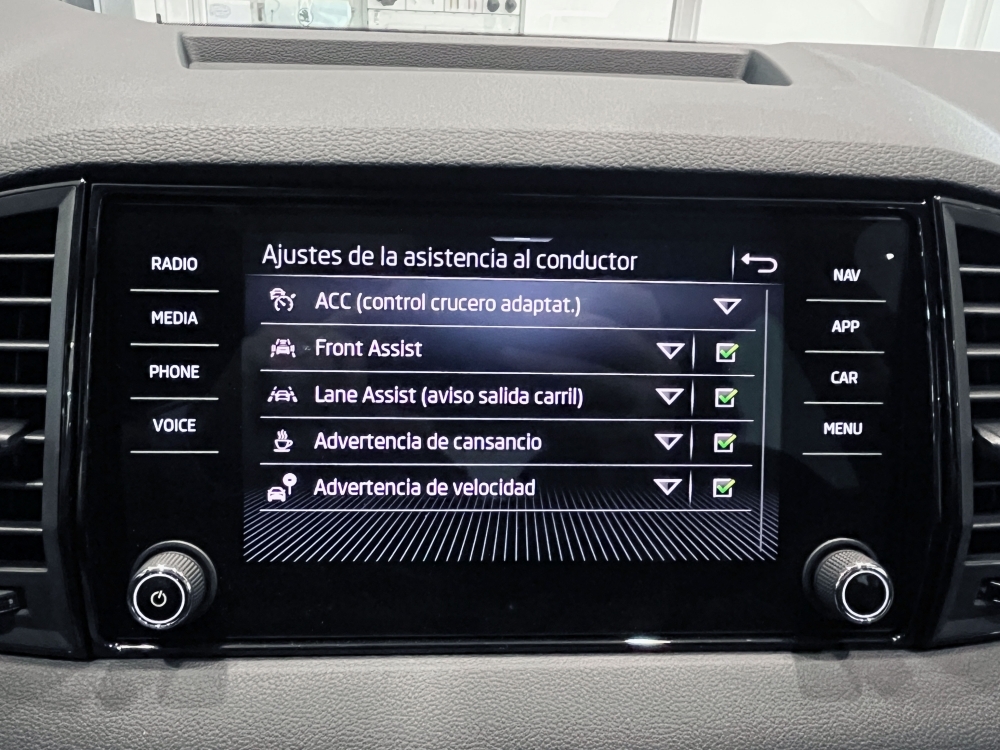 RADIO
MEDIA
PHONE
VOICE
Ajustes de la asistencia al conductor
ACC (control crucero adaptat.)
Front Assist
Lane Assist (aviso salida carril)
Advertencia de cansancio
Advertencia de velocidad
NAV
APP
CAR
MENU